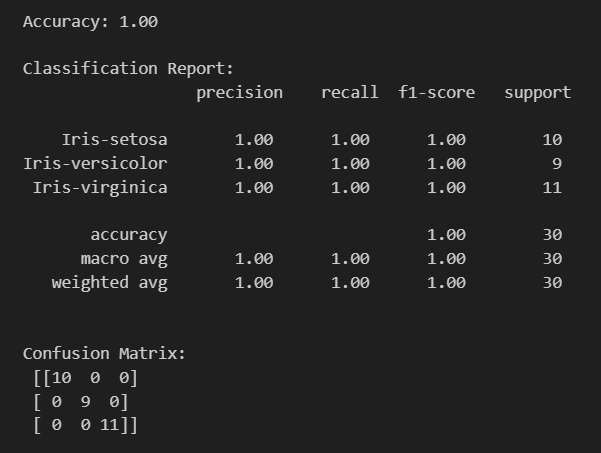 Accuracy: 1.00
Classification Report:
precision recall f1-score support
Iris-setosa 1.00 1.00 1.00 10
Iris-versicolor 1.00 1.00 1.00 9
Iris-virginica 1.00 1.00 1.00 11
accuracy 1.00 30
macro avg 1.00 1.00 1.00 30
weighted avg 1.00 1.00 1.00 30
Confusion Matrix:
[[10 0 0]
[ 0 9 0]
[ 0 0 11]]